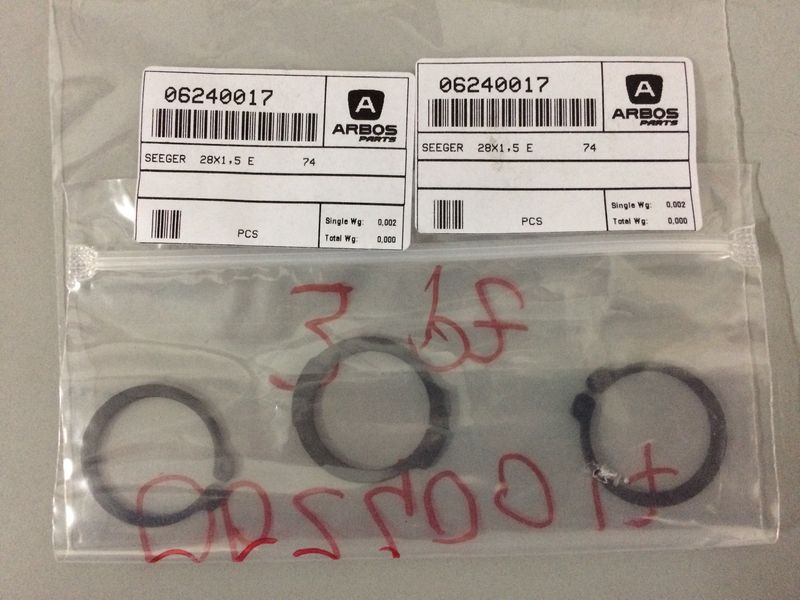 06240017
A
ARBOS
PARTS
SEEGER 28X1,5 E 74
Single Wg: 0,002
PCS
Total Wg: 0,000
06240017
A
ARBOS
PARTS
SEEGER 28X1,5 E 74
Single Wg: 0,002
PCS
Total Wg: 0,000